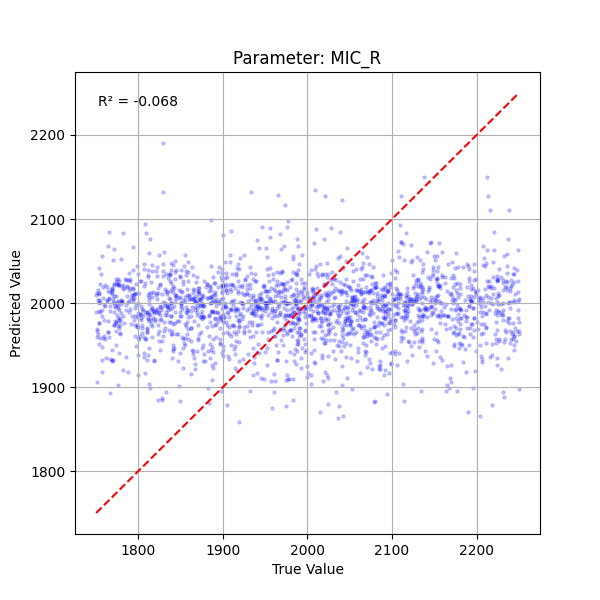 Parameter: MIC_R
R² = -0.068
2200
2100
2000
1900
1800
Predicted Value
1800 1900 2000 2100 2200
True Value